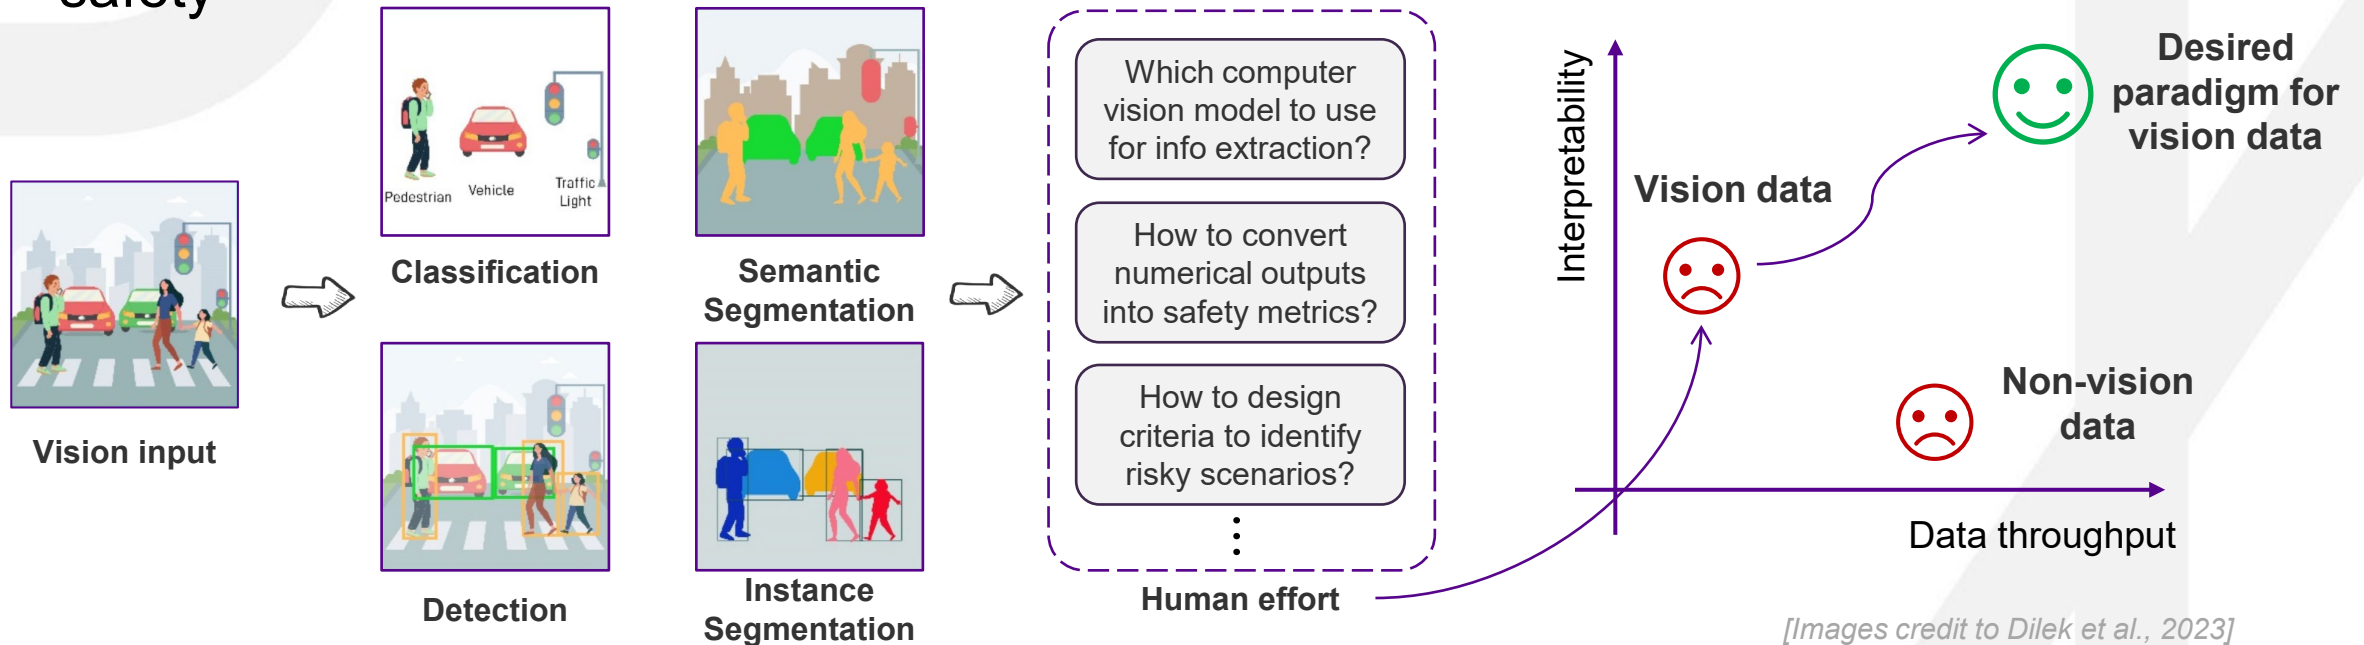 safety
Vision input
Pedestrian
Vehicle
Traffic
Light
Classification
Detection
Semantic
Segmentation
Instance
Segmentation
Which computer
vision model to use
for info extraction?
How to convert
numerical outputs
into safety metrics?
How to design
criteria to identify
risky scenarios?
Human effort
Interpretability
Vision data
Desired
paradigm for
vision data
Non-vision
data
Data throughput
[Images credit to Dilek et al., 2023]